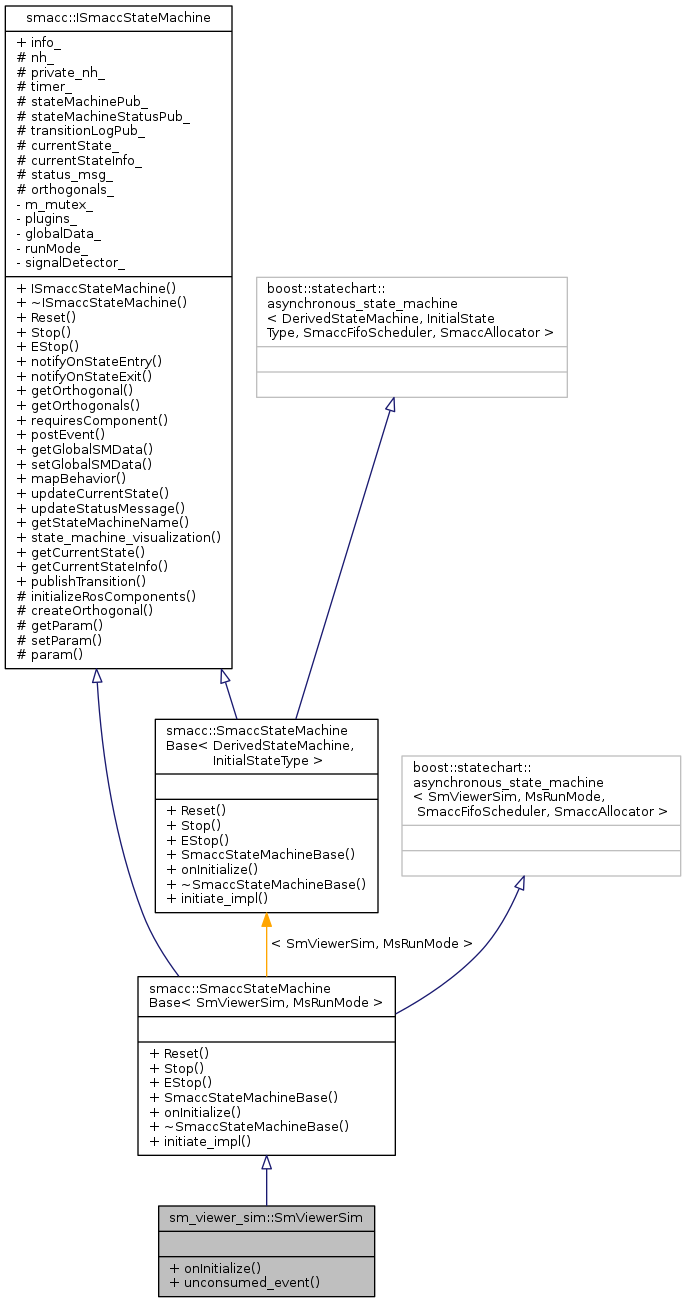 smacc::ISmaccStateMachine
+ info_
# nh_
# private_nh_
# timer_
# stateMachinePub_
# stateMachineStatusPub_
# transitionLogPub_
# currentState_
# currentStateInfo_
# status_msg_
# orthogonals_
- m_mutex_
- plugins_
- globalData_
- runMode_
- signalDetector_
+ ISmaccStateMachine()
+ ~ISmaccStateMachine()
+ Reset()
+ Stop()
+ EStop()
+ notifyOnStateEntry()
+ notifyOnStateExit()
+ getOrthogonal()
+ getOrthogonals()
+ requiresComponent()
+ postEvent()
+ getGlobalSMData()
+ setGlobalSMData()
+ mapBehavior()
+ updateCurrentState()
+ updateStatusMessage()
+ getStateMachineName()
+ state_machine_visualization()
+ getCurrentState()
+ getCurrentStateInfo()
+ publishTransition()
# initializeRosComponents()
# createOrthogonal()
# getParam()
# setParam()
# param()
boost::statechart::
asynchronous_state_machine
< DerivedStateMachine, InitialState
Type, SmaccFifoScheduler, SmaccAllocator >
smacc::SmaccStateMachine
Base< DerivedStateMachine,
InitialStateType >
+ Reset()
+ Stop()
+ EStop()
+ SmaccStateMachineBase()
+ onInitialize()
+ ~SmaccStateMachineBase()
+ initiate_impl()
boost::statechart::
asynchronous_state_machine
< SmViewerSim, MsRunMode,
SmaccFifoScheduler, SmaccAllocator >
< SmViewerSim, MsRunMode >
smacc::SmaccStateMachine
Base< SmViewerSim, MsRunMode >
+ Reset()
+ Stop()
+ EStop()
+ SmaccStateMachineBase()
+ onInitialize()
+ ~SmaccStateMachineBase()
+ initiate_impl()
sm_viewer_sim::SmViewerSim
+ onInitialize()
+ unconsumed_event()